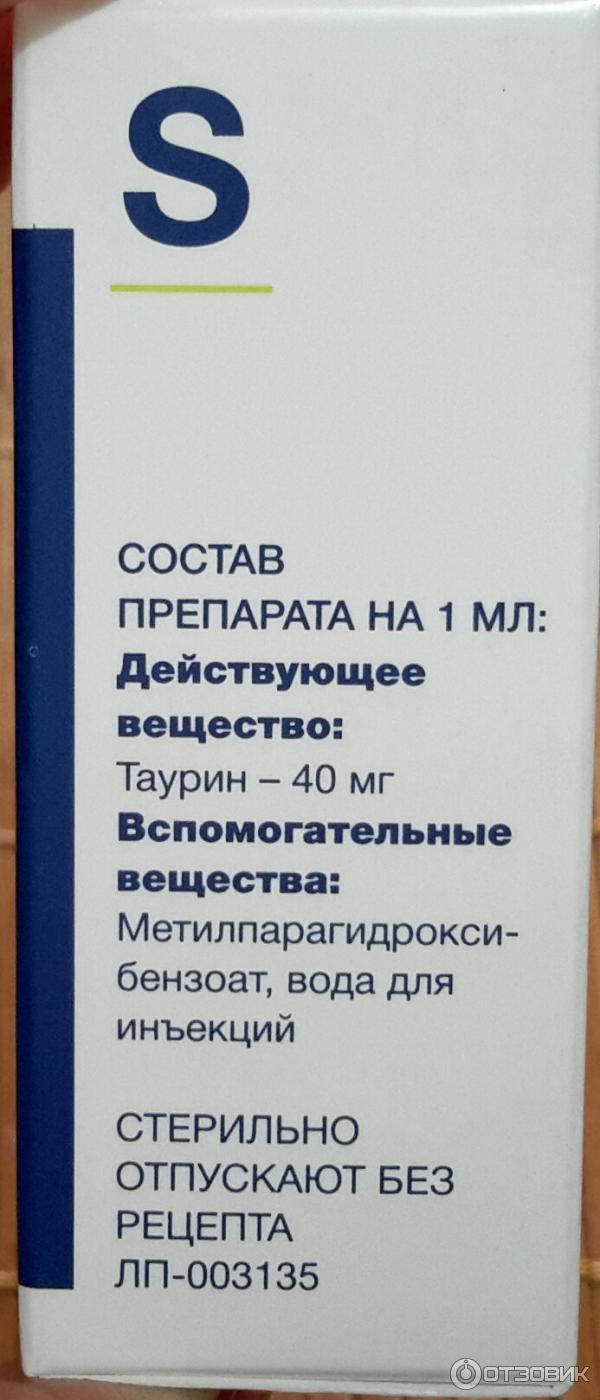 S
СОСТАВ
ПРЕПАРАТА НА 1 МЛ:
Действующее
вещество:
Таурин – 40 мг
Вспомогательные
вещества:
Метилпарагидрокси-
бензоат, вода для
инъекций
СТЕРИЛЬНО
ОТПУСКАЮТ БЕЗ
РЕЦЕПТА
ЛП-003135
ОТЗОВИК